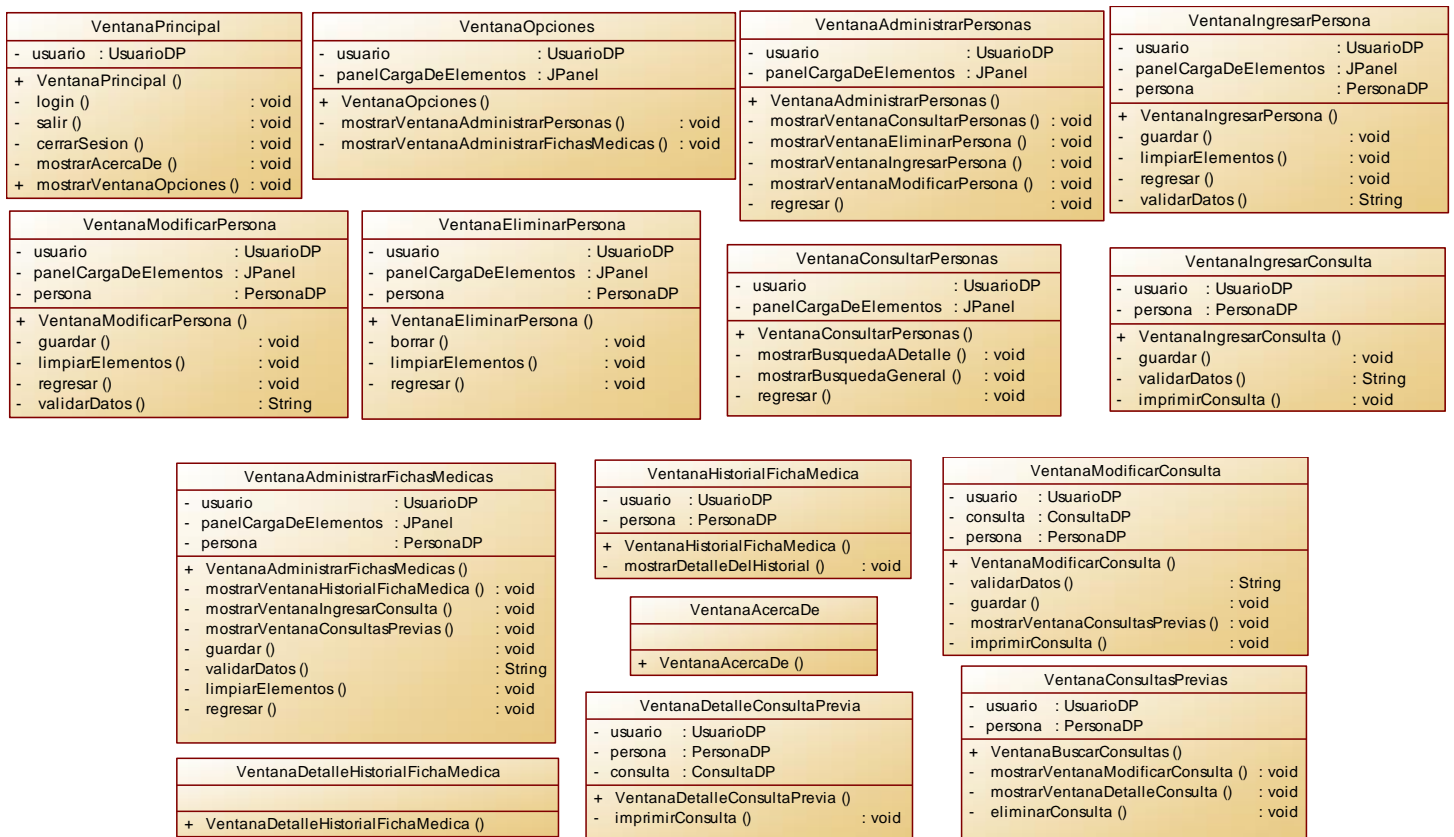 VentanaPrincipal
- usuario : UsuarioDP
+ VentanaPrincipal ()
- login () : void
- salir () : void
- cerrarSesion () : void
- mostrarAcercaDe () : void
+ mostrarVentanaOpciones () : void
VentanaOpciones
- usuario : UsuarioDP
- panelCargaDeElementos : JPanel
+ VentanaOpciones ()
- mostrarVentanaAdministrarPersonas () : void
- mostrarVentanaAdministrarFichasMedicas () : void
VentanaAdministrarPersonas
- usuario : UsuarioDP
- panelCargaDeElementos : JPanel
+ VentanaAdministrarPersonas ()
- mostrarVentanaConsultarPersonas () : void
- mostrarVentanaEliminarPersona () : void
- mostrarVentanaIngresarPersona () : void
- mostrarVentanaModificarPersona () : void
- regresar () : void
VentanaIngresarPersona
- usuario : UsuarioDP
- panelCargaDeElementos : JPanel
- persona : PersonaDP
+ VentanaIngresarPersona ()
- guardar () : void
- limpiarElementos () : void
- regresar () : void
- validarDatos () : String
VentanaModificarPersona
- usuario : UsuarioDP
- panelCargaDeElementos : JPanel
- persona : PersonaDP
+ VentanaModificarPersona ()
- guardar () : void
- limpiarElementos () : void
- regresar () : void
- validarDatos () : String
VentanaEliminarPersona
- usuario : UsuarioDP
- panelCargaDeElementos : JPanel
- persona : PersonaDP
+ VentanaEliminarPersona ()
- borrar () : void
- limpiarElementos () : void
- regresar () : void
VentanaConsultarPersonas
- usuario : UsuarioDP
- panelCargaDeElementos : JPanel
+ VentanaConsultarPersonas ()
- mostrarBusquedaADetalle () : void
- mostrarBusquedaGeneral () : void
- regresar () : void
VentanaIngresarConsulta
- usuario : UsuarioDP
- persona : PersonaDP
+ VentanaIngresarConsulta ()
- guardar () : void
- validarDatos () : String
- imprimirConsulta () : void
VentanaAdministrarFichasMedicas
- usuario : UsuarioDP
- panelCargaDeElementos : JPanel
- persona : PersonaDP
+ VentanaAdministrarFichasMedicas ()
- mostrarVentanaHistorialFichaMedica () : void
- mostrarVentanaIngresarConsulta () : void
- mostrarVentanaConsultasPrevias () : void
- guardar () : void
- validarDatos () : String
- limpiarElementos () : void
- regresar () : void
VentanaHistorialFichaMedica
- usuario : UsuarioDP
- persona : PersonaDP
+ VentanaHistorialFichaMedica ()
- mostrarDetalleDelHistorial () : void
VentanaModificarConsulta
- usuario : UsuarioDP
- consulta : ConsultaDP
- persona : PersonaDP
+ VentanaModificarConsulta ()
- validarDatos () : String
- guardar () : void
- mostrarVentanaConsultasPrevias () : void
- imprimirConsulta () : void
VentanaAcercaDe
+ VentanaAcercaDe ()
VentanaDetalleHistorialFichaMedica
+ VentanaDetalleHistorialFichaMedica ()
VentanaDetalleConsultaPrevia
- usuario : UsuarioDP
- persona : PersonaDP
- consulta : ConsultaDP
+ VentanaDetalleConsultaPrevia ()
- imprimirConsulta () : void
VentanaConsultasPrevias
- usuario : UsuarioDP
- persona : PersonaDP
+ VentanaBuscarConsultas ()
- mostrarVentanaModificarConsulta () : void
- mostrarVentanaDetalleConsulta () : void
- eliminarConsulta () : void